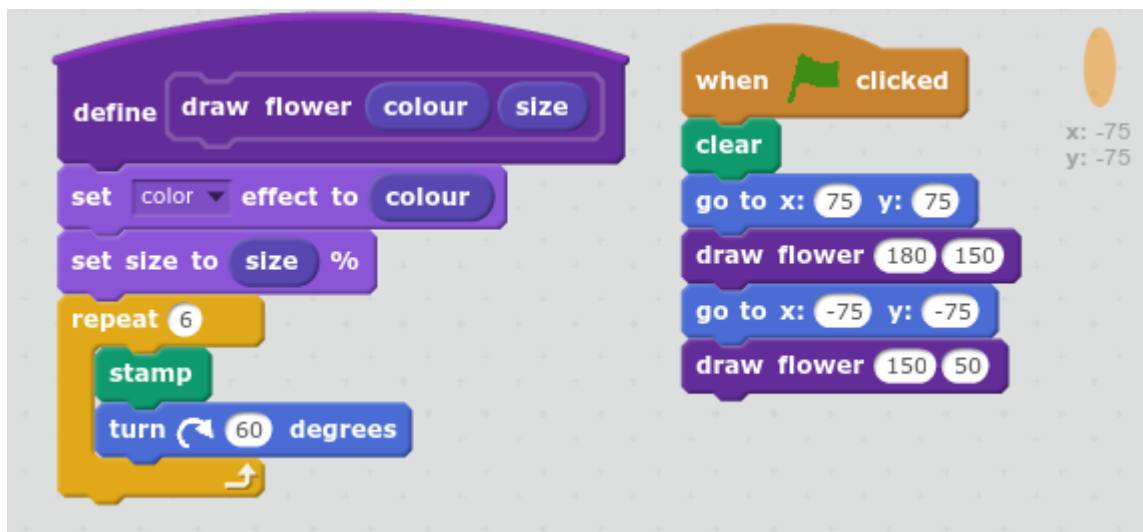 define draw flower colour size
set color effect to colour
set size to size %
repeat 6
stamp
turn 60 degrees
when clicked
clear
go to x: 75 y: 75
draw flower 180 150
go to x: -75 y: -75
draw flower 150 50
x: -75
y: -75